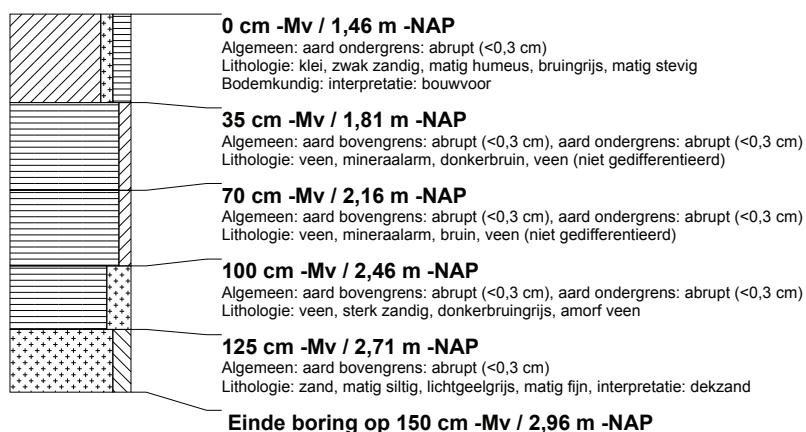 0 cm -Mv / 1,46 m -NAP
Algemeen: aard ondergrens: abrupt (<0,3 cm)
Lithologie: klei, zwak zandig, matig humeus, bruingrijs, matig stevig
Bodemkundig: interpretatie: bouwvoor
35 cm -Mv / 1,81 m -NAP
Algemeen: aard bovengrens: abrupt (<0,3 cm), aard ondergrens: abrupt (<0,3 cm)
Lithologie: veen, mineraalarm, donkerbruin, veen (niet gedifferentieerd)
70 cm -Mv / 2,16 m -NAP
Algemeen: aard bovengrens: abrupt (<0,3 cm), aard ondergrens: abrupt (<0,3 cm)
Lithologie: veen, mineraalarm, bruin, veen (niet gedifferentieerd)
100 cm -Mv / 2,46 m -NAP
Algemeen: aard bovengrens: abrupt (<0,3 cm), aard ondergrens: abrupt (<0,3 cm)
Lithologie: veen, sterk zandig, donkerbruingrijs, amorf veen
125 cm -Mv / 2,71 m -NAP
Algemeen: aard bovengrens: abrupt (<0,3 cm)
Lithologie: zand, matig siltig, lichtgeelgrijs, matig fijn, interpretatie: dekzand
Einde boring op 150 cm -Mv / 2,96 m -NAP